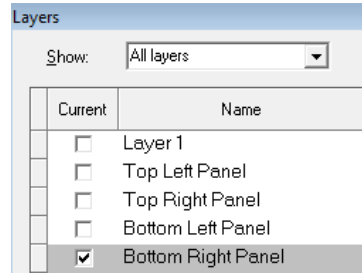 Layers
Show: All layers
Current Name
Layer 1
Top Left Panel
Top Right Panel
Bottom Left Panel
Bottom Right Panel